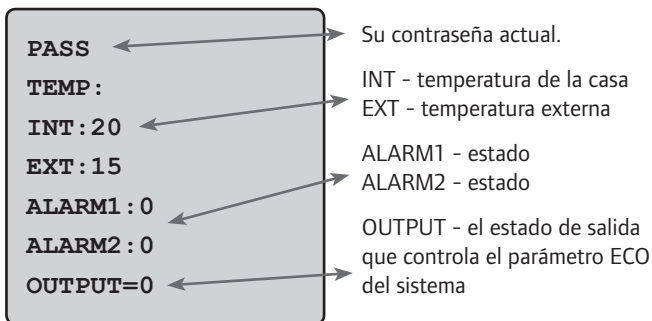 PASS
TEMP:
INT:20
EXT:15
ALARM1:0
ALARM2:0
OUTPUT=0
Su contraseña actual.
INT - temperatura de la casa
EXT - temperatura externa
ALARM1 - estado
ALARM2 - estado
OUTPUT - el estado de salida
que controla el parámetro ECO
del sistema